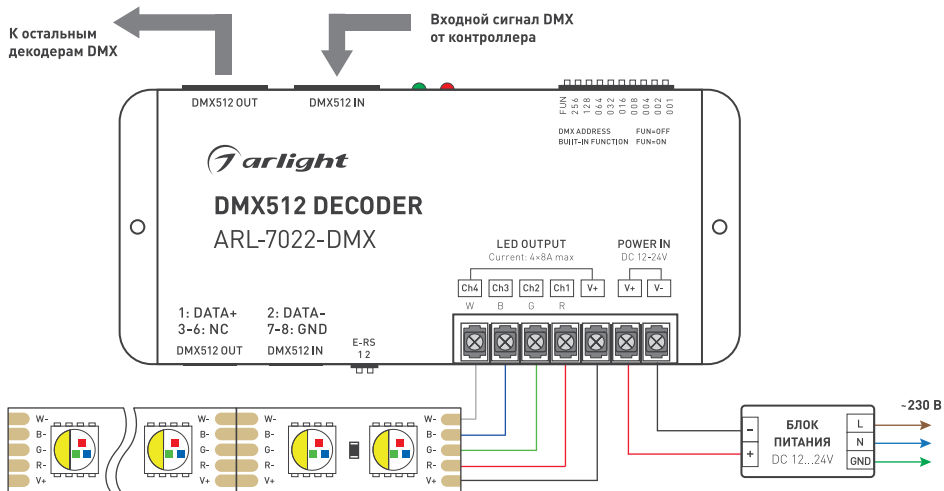 К остальным
декодерам DMX
Входной сигнал DMX
от контроллера
DMX512 OUT
DMX512 IN
FUN 256 128 064 032 016 008 004 002 001
DMX ADDRESS FUN=OFF
BUILT-IN FUNCTION FUN=ON
arlight
DMX512 DECODER
ARL-7022-DMX
LED OUTPUT
Current: 4×8A max
POWER IN
DC 12-24V
Ch4 Ch3 Ch2 Ch1 V+ V+ V-
W B G R
1: DATA+ 2: DATA-
3-6: NC 7-8: GND
DMX512 OUT DMX512 IN
E-RS
1 2
W- W- W-
B- B- B-
G- G- G-
R- R- R-
V+ V+ V+
~230 В
- БЛОК L
ПИТАНИЯ N
+ DC 12...24V GND